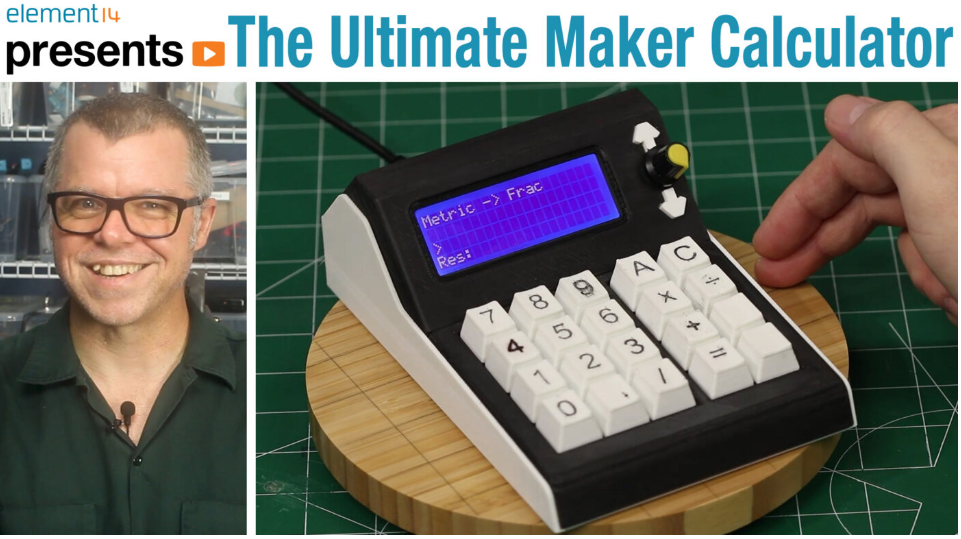 element14
presents The Ultimate Maker Calculator
Metric -> Frac
>
Res:
A C
7 8 9 x ÷
4 5 6 +
1 2 3 =
0 . /